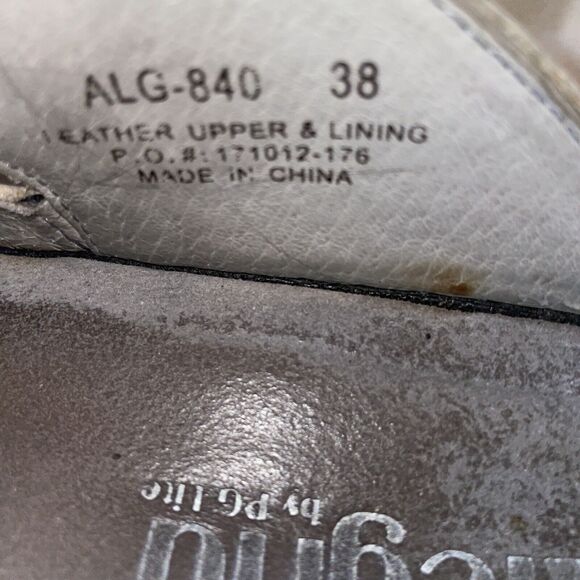 ALG-840 38
LEATHER UPPER & LINING
P.O.#: 171012-176
MADE IN CHINA
by PG Lite